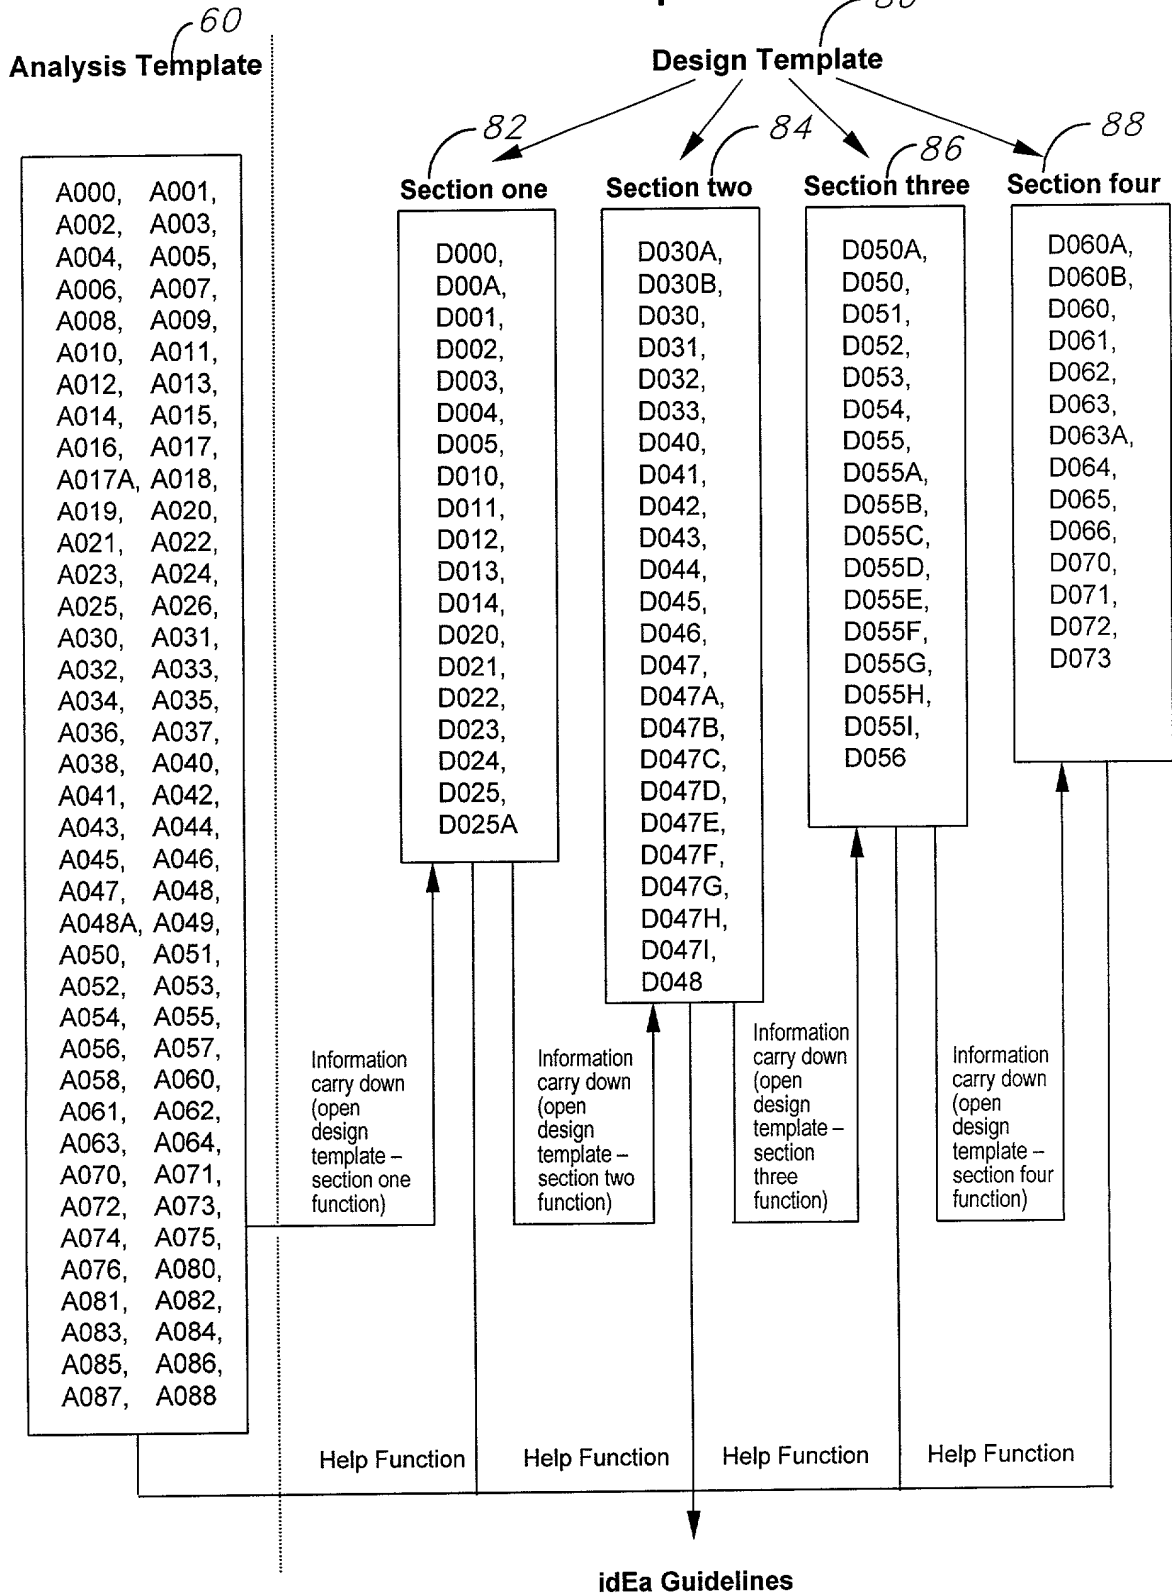 60
80
Analysis Template
Design Template
82
84
86
88
Section one
Section two
Section three
Section four
A000, A001,
A002, A003,
A004, A005,
A006, A007,
A008, A009,
A010, A011,
A012, A013,
A014, A015,
A016, A017,
A017A, A018,
A019, A020,
A021, A022,
A023, A024,
A025, A026,
A030, A031,
A032, A033,
A034, A035,
A036, A037,
A038, A040,
A041, A042,
A043, A044,
A045, A046,
A047, A048,
A048A, A049,
A050, A051,
A052, A053,
A054, A055,
A056, A057,
A058, A060,
A061, A062,
A063, A064,
A070, A071,
A072, A073,
A074, A075,
A076, A080,
A081, A082,
A083, A084,
A085, A086,
A087, A088
D000,
D00A,
D001,
D002,
D003,
D004,
D005,
D010,
D011,
D012,
D013,
D014,
D020,
D021,
D022,
D023,
D024,
D025,
D025A
D030A,
D030B,
D030,
D031,
D032,
D033,
D040,
D041,
D042,
D043,
D044,
D045,
D046,
D047,
D047A,
D047B,
D047C,
D047D,
D047E,
D047F,
D047G,
D047H,
D047I,
D048
D050A,
D050,
D051,
D052,
D053,
D054,
D055,
D055A,
D055B,
D055C,
D055D,
D055E,
D055F,
D055G,
D055H,
D055I,
D056
D060A,
D060B,
D060,
D061,
D062,
D063,
D063A,
D064,
D065,
D066,
D070,
D071,
D072,
D073
Information
carry down
(open
design
template –
section one
function)
Information
carry down
(open
design
template –
section two
function)
Information
carry down
(open
design
template –
section
three
function)
Information
carry down
(open
design
template –
section four
function)
Help Function
Help Function
Help Function
Help Function
idEa Guidelines